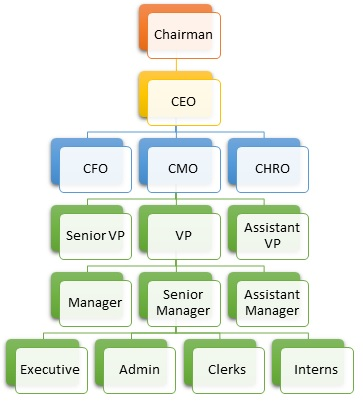 Chairman
CEO
CFO
CMO
CHRO
Senior VP
VP
Assistant
VP
Manager
Senior
Manager
Assistant
Manager
Executive
Admin
Clerks
Interns